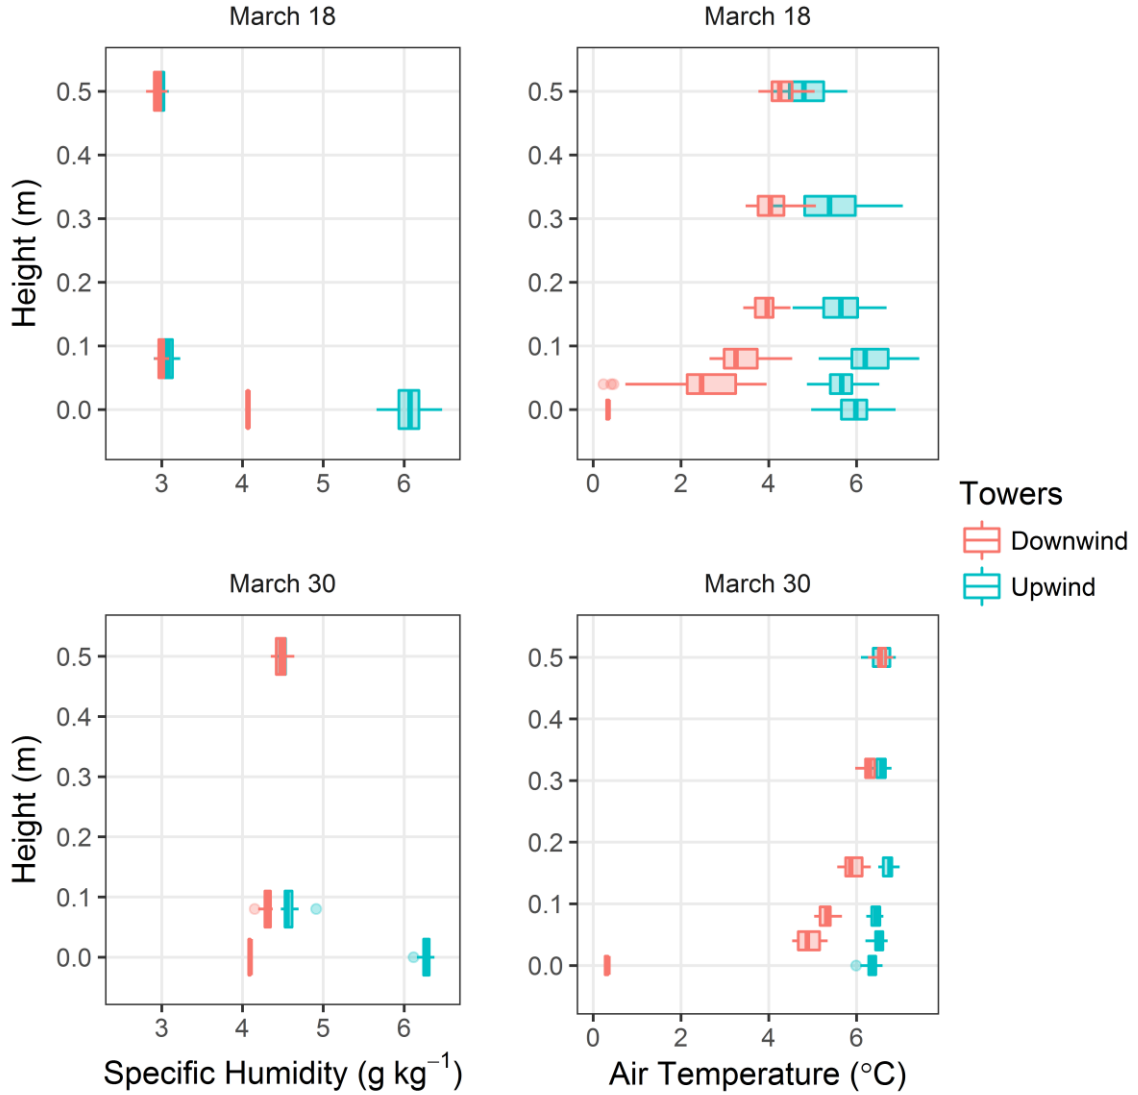 March 18
March 18
Height (m)
0.5
0.4
0.3
0.2
0.1
0.0
3 4 5 6
0.5
0.4
0.3
0.2
0.1
0.0
0 2 4 6
Towers
Downwind
Upwind
March 30
March 30
Height (m)
0.5
0.4
0.3
0.2
0.1
0.0
3 4 5 6
Specific Humidity (g kg⁻¹)
0.5
0.4
0.3
0.2
0.1
0.0
0 2 4 6
Air Temperature (°C)